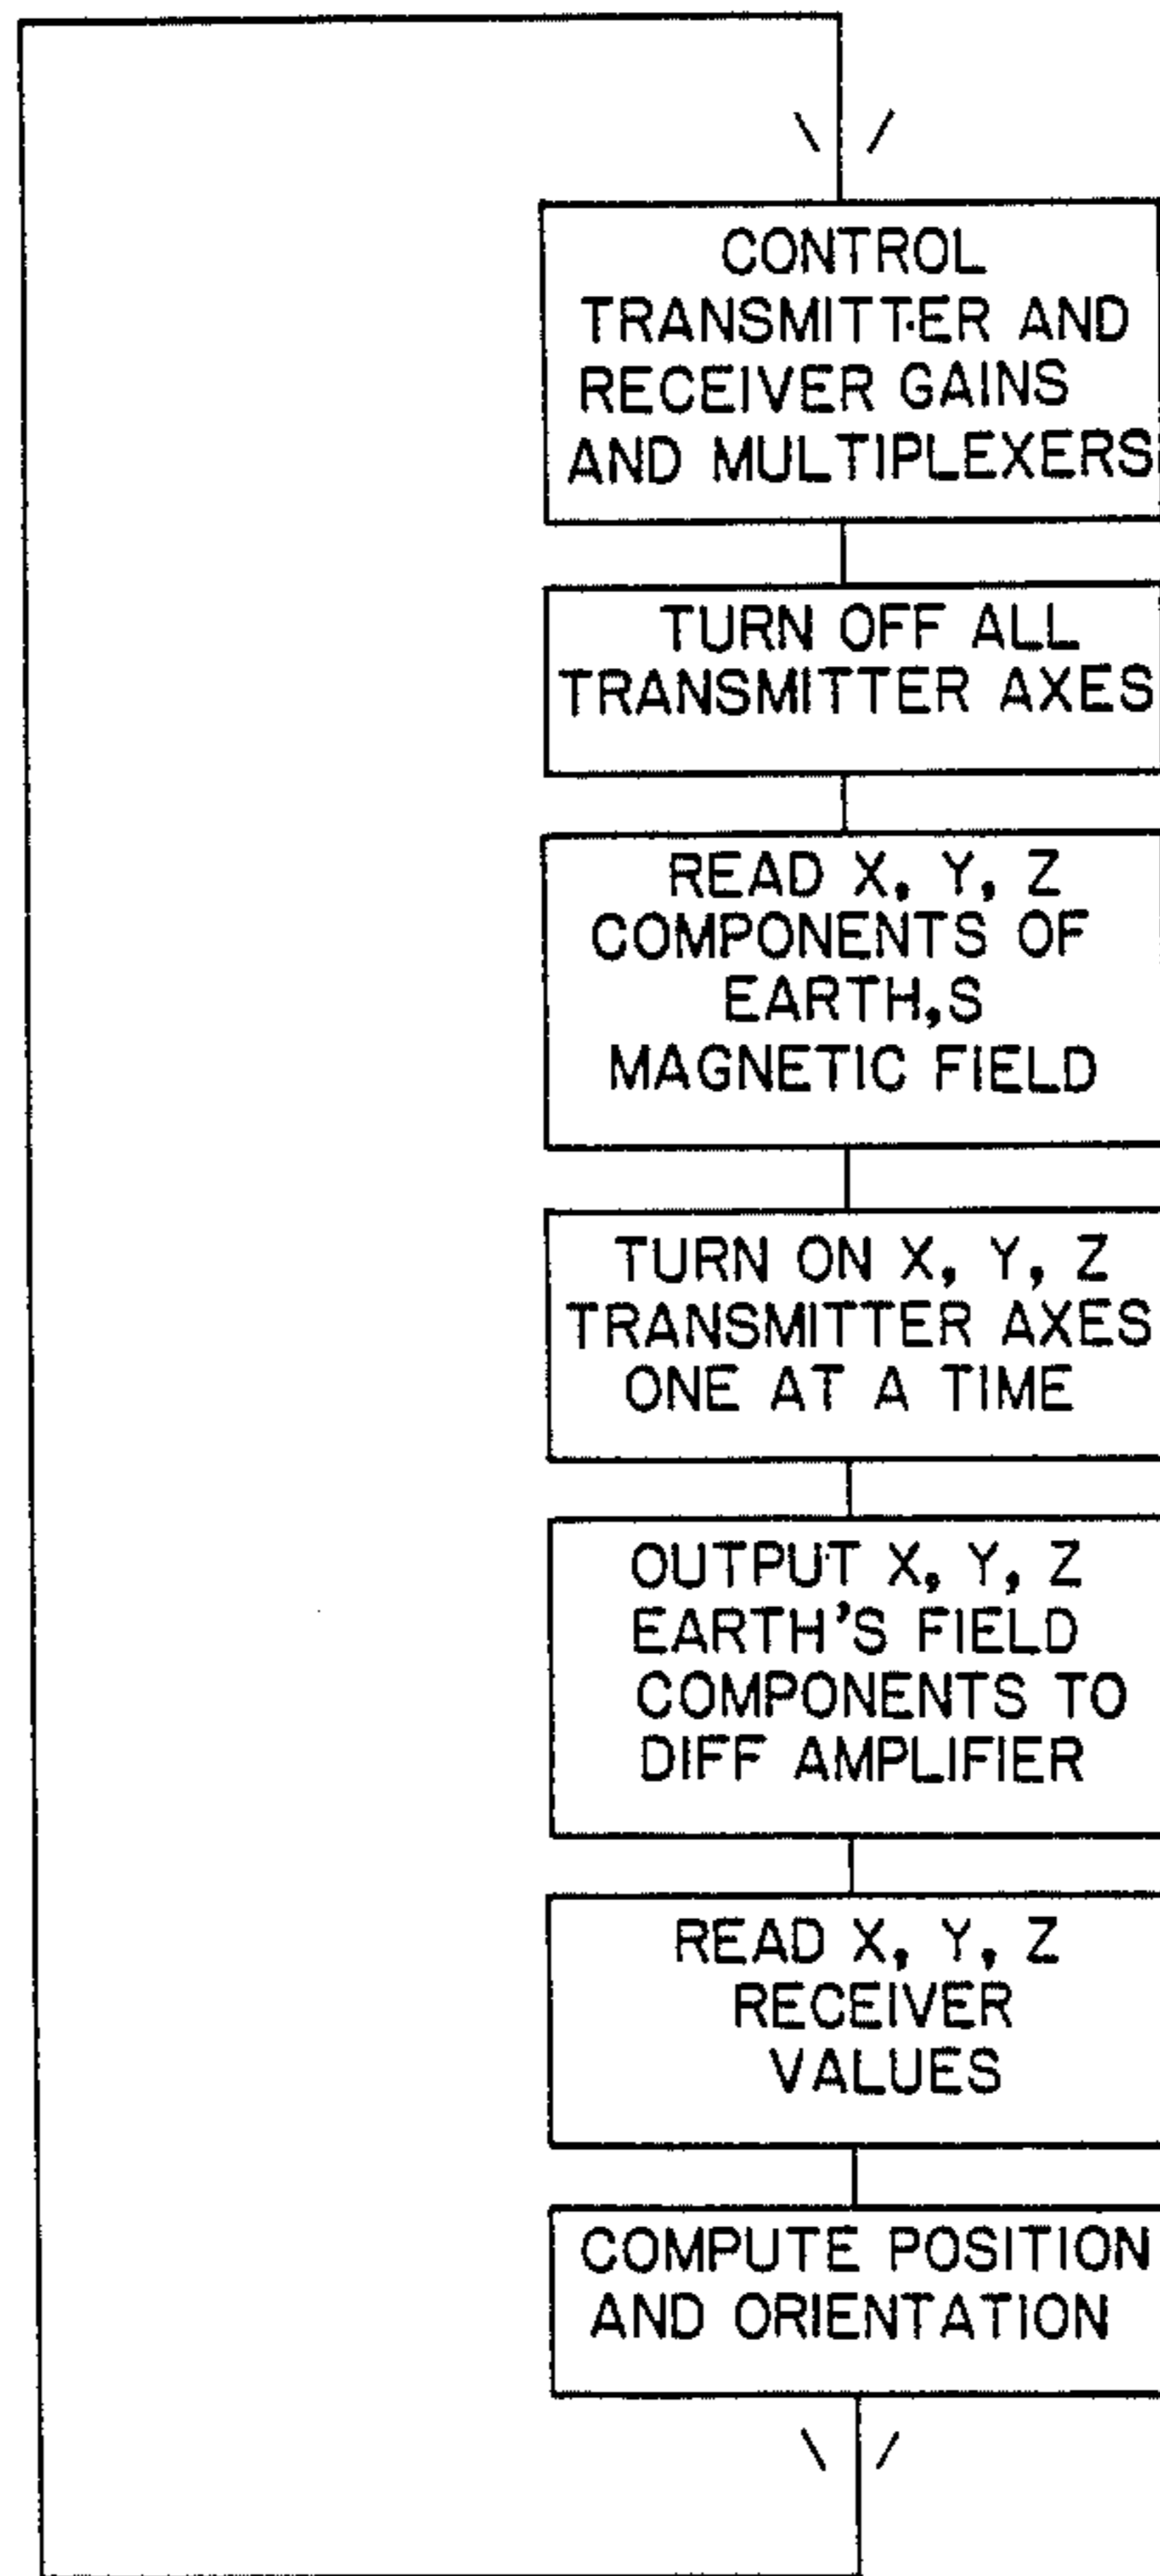 CONTROL
TRANSMITTER AND
RECEIVER GAINS
AND MULTIPLEXERS
TURN OFF ALL
TRANSMITTER AXES
READ X, Y, Z
COMPONENTS OF
EARTH,S
MAGNETIC FIELD
TURN ON X, Y, Z
TRANSMITTER AXES
ONE AT A TIME
OUTPUT X, Y, Z
EARTH'S FIELD
COMPONENTS TO
DIFF AMPLIFIER
READ X, Y, Z
RECEIVER
VALUES
COMPUTE POSITION
AND ORIENTATION